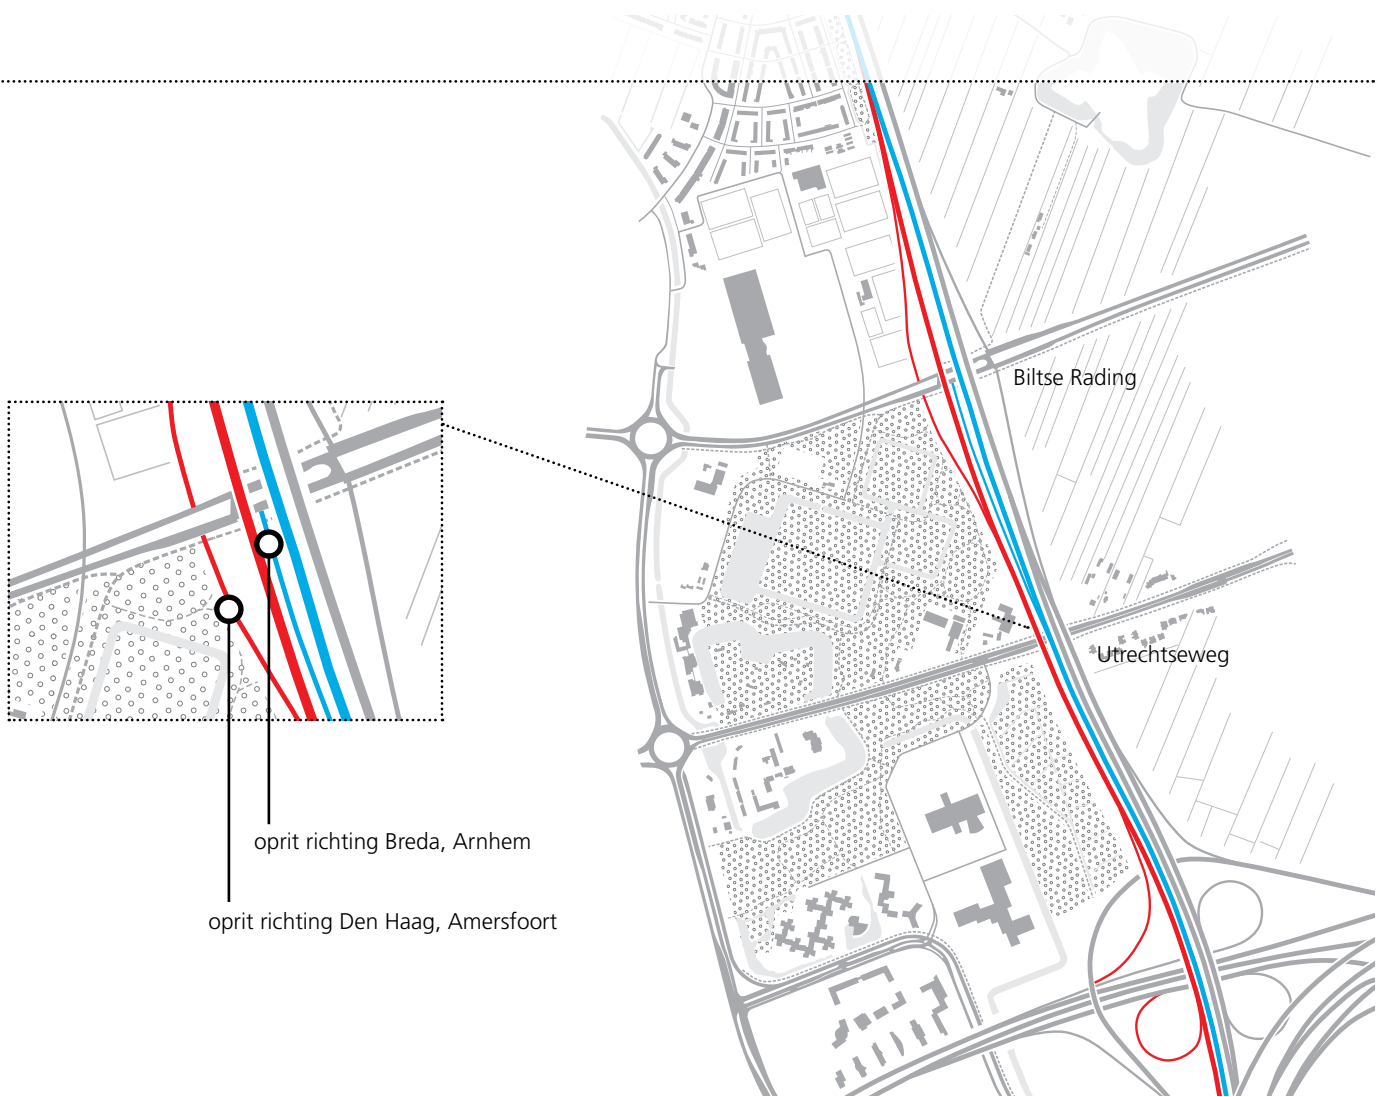 Biltse Rading
Utrechtseweg
oprit richting Breda, Arnhem
oprit richting Den Haag, Amersfoort